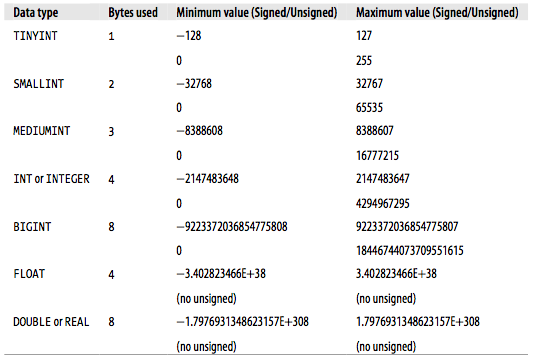 Data type Bytes used Minimum value (Signed/Unsigned) Maximum value (Signed/Unsigned)
TINYINT 1 −128 127
0 255
SMALLINT 2 −32768 32767
0 65535
MEDIUMINT 3 −8388608 8388607
0 16777215
INT or INTEGER 4 −2147483648 2147483647
0 4294967295
BIGINT 8 −9223372036854775808 9223372036854775807
0 18446744073709551615
FLOAT 4 −3.402823466E+38 3.402823466E+38
(no unsigned) (no unsigned)
DOUBLE or REAL 8 −1.7976931348623157E+308 1.7976931348623157E+308
(no unsigned) (no unsigned)